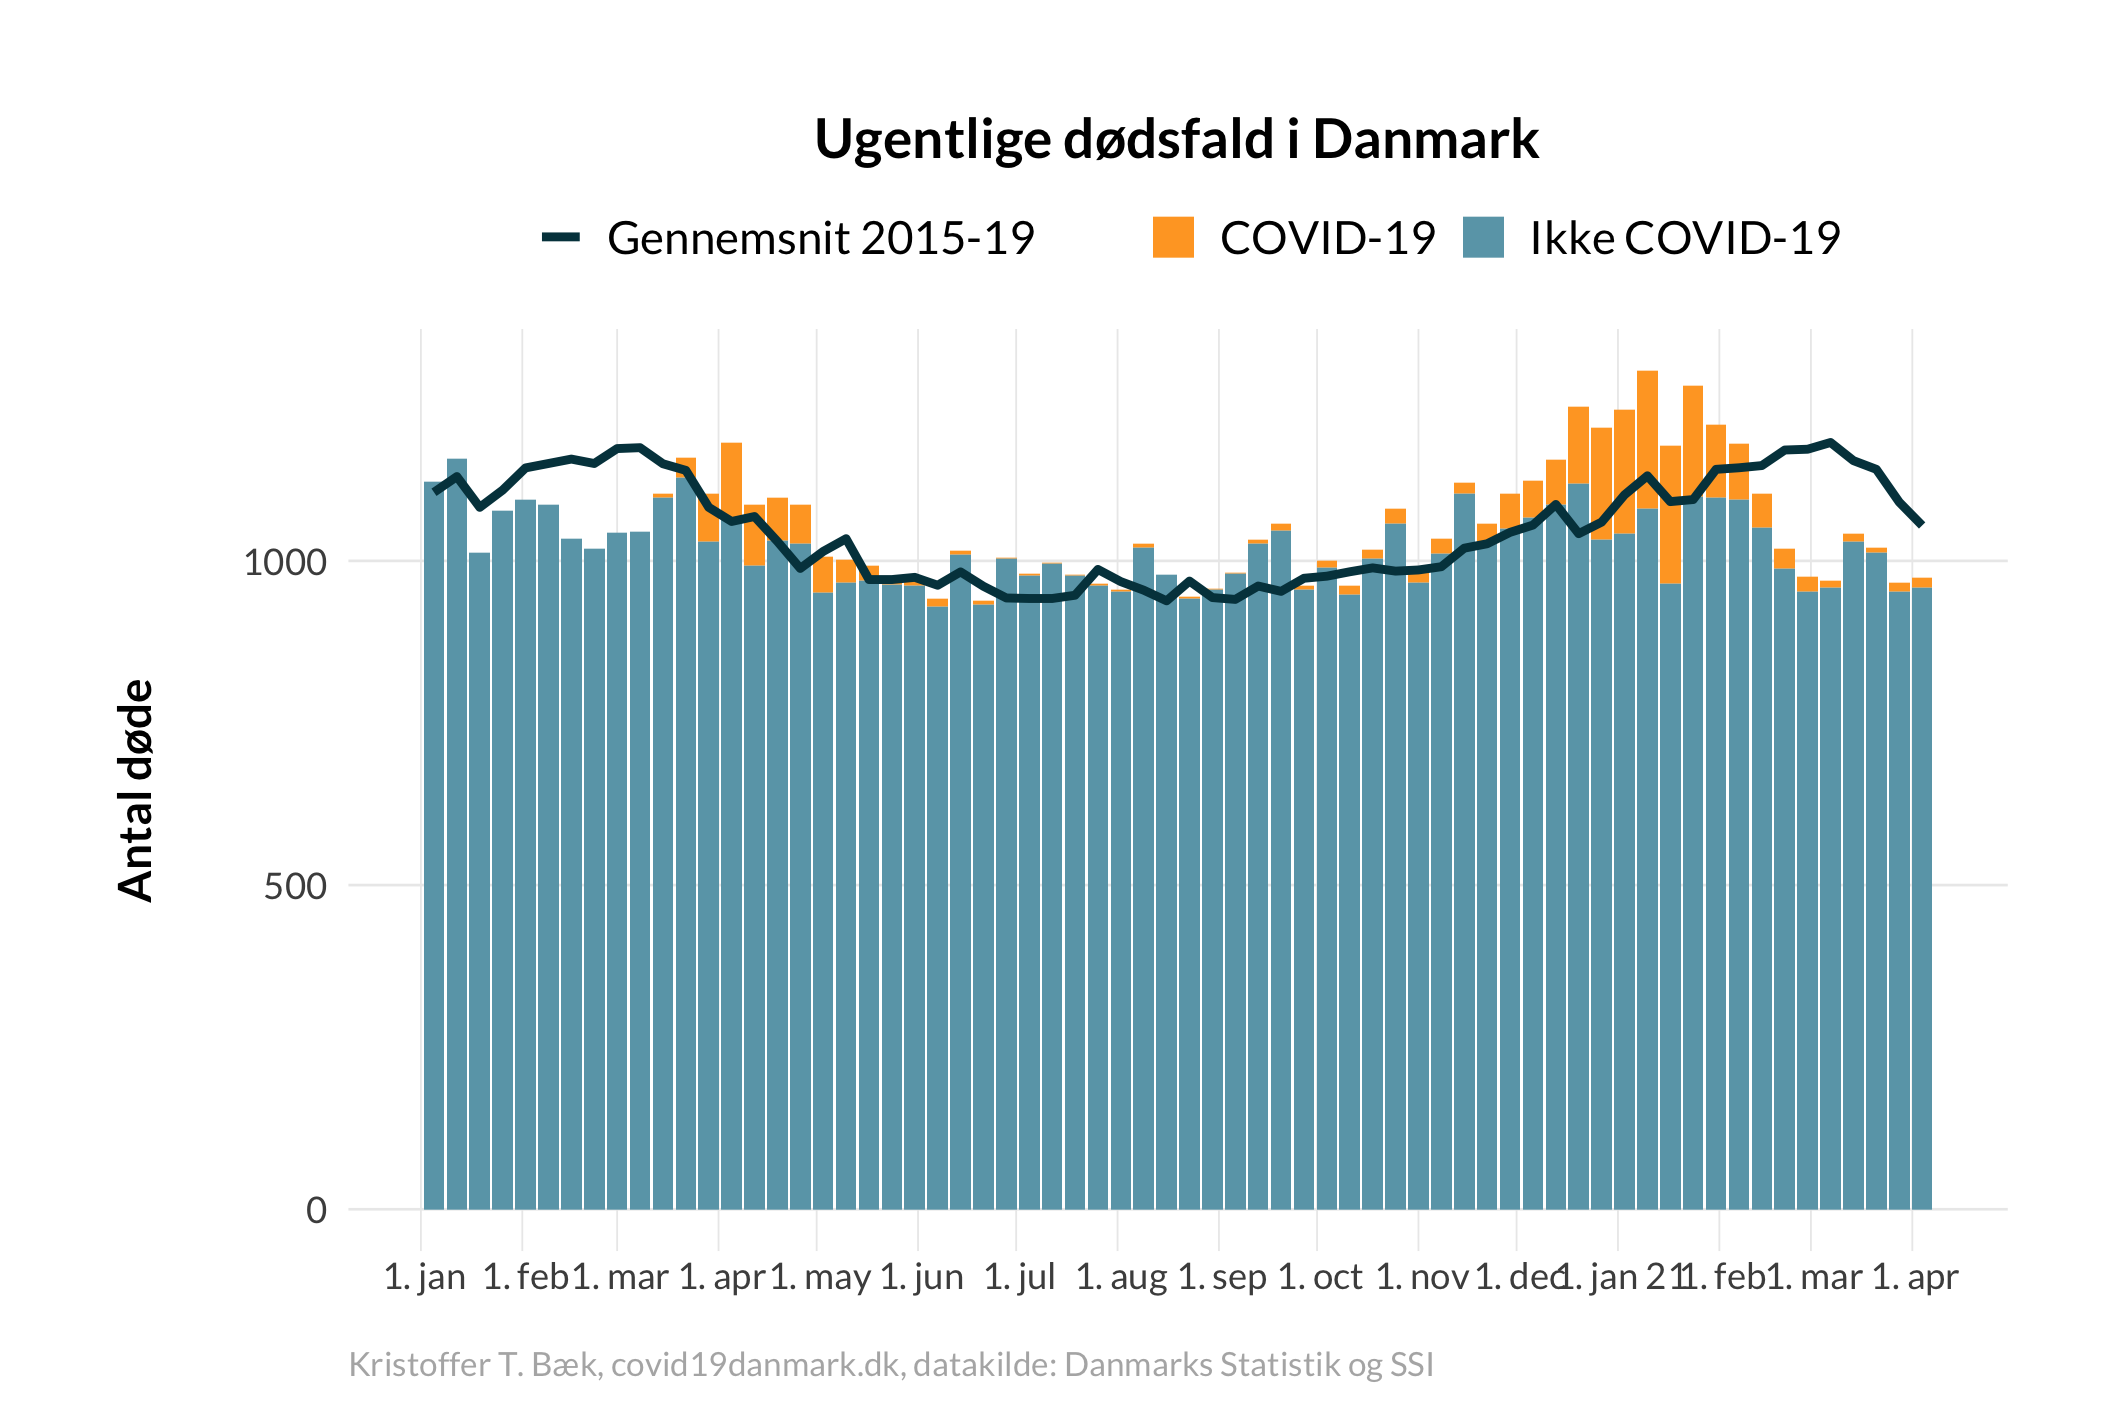 Ugentlige dødsfald i Danmark
Gennemsnit 2015-19 COVID-19 Ikke COVID-19
Antal døde
1000
500
0
1. jan 1. feb 1. mar 1. apr 1. may 1. jun 1. jul 1. aug 1. sep 1. oct 1. nov 1. dec 1. jan 21 1. feb 1. mar 1. apr
Kristoffer T. Bæk, covid19danmark.dk, datakilde: Danmarks Statistik og SSI